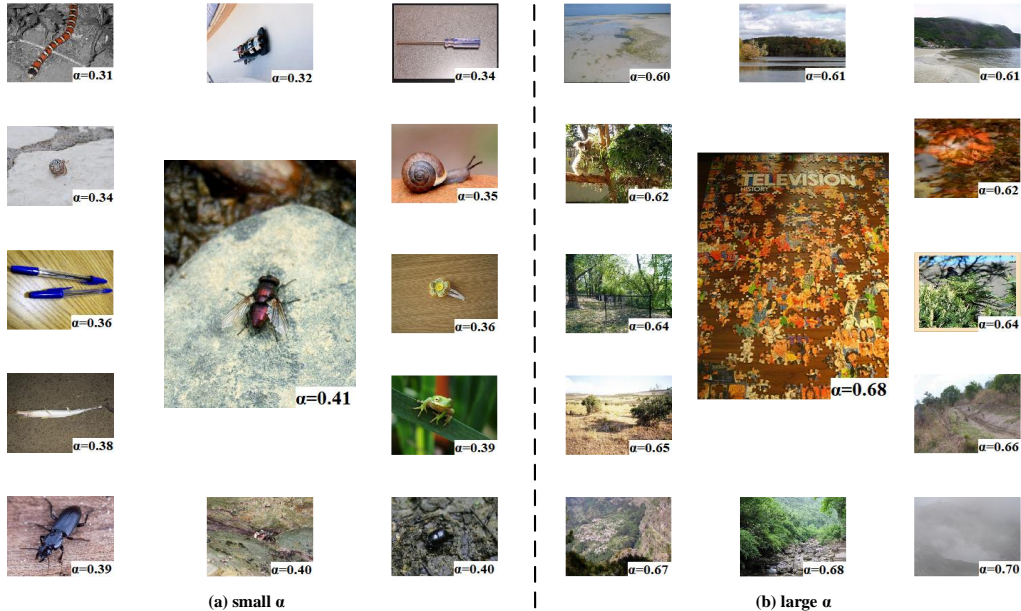 α=0.31
α=0.32
α=0.34
α=0.34
α=0.35
α=0.36
α=0.41
α=0.36
α=0.38
α=0.39
α=0.39
α=0.40
α=0.40
(a) small α
α=0.60
α=0.61
α=0.61
α=0.62
TELEVISION
HISTORY
α=0.62
α=0.64
α=0.68
α=0.64
α=0.65
α=0.66
α=0.67
α=0.68
α=0.70
(b) large α